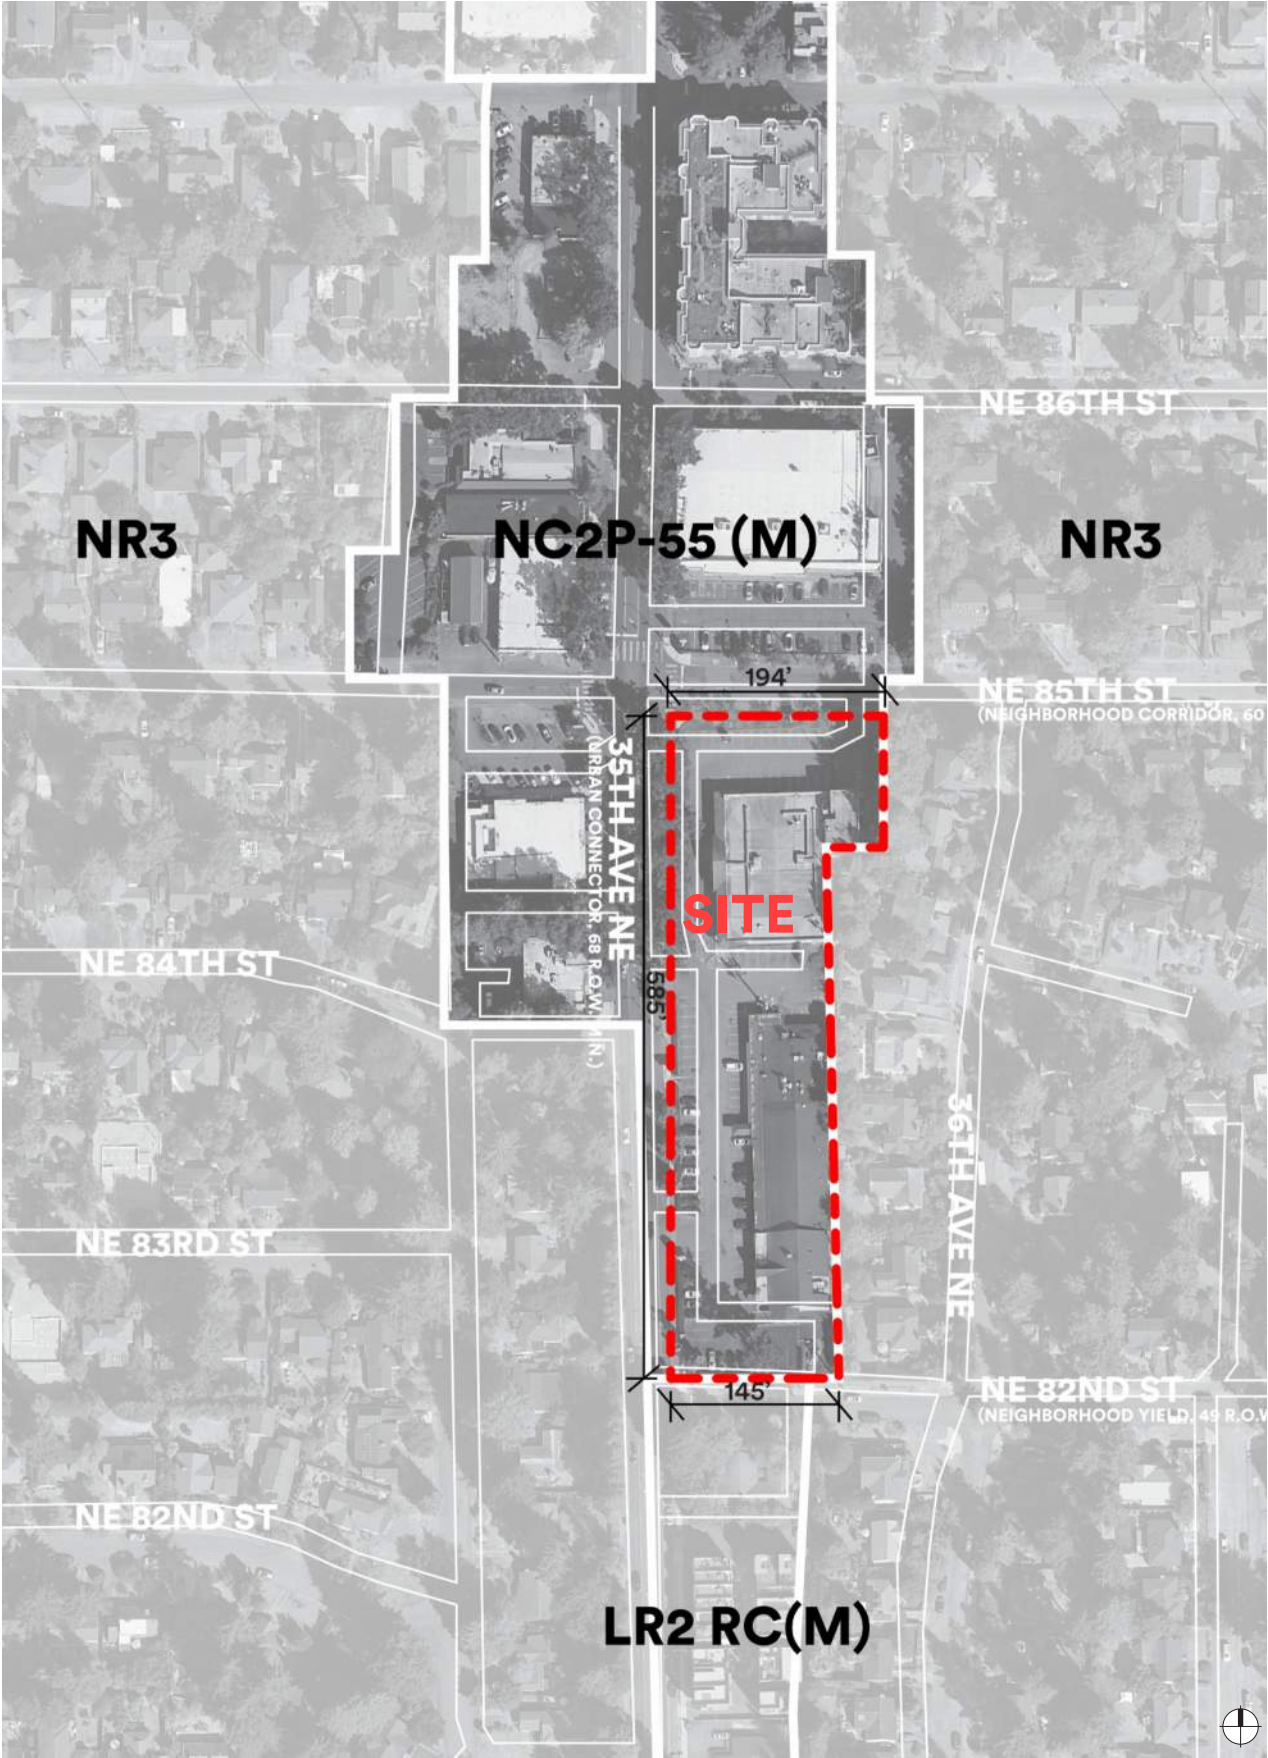 NE 86TH ST
NR3
NC2P-55 (M)
NR3
194'
NE 85TH ST
(NEIGHBORHOOD CORRIDOR, 60
35TH AVE NE
(URBAN CONNECTOR, 68 R.O.W. MIN.)
SITE
NE 84TH ST
585'
36TH AVE NE
NE 83RD ST
145'
NE 82ND ST
(NEIGHBORHOOD YIELD, 49 R.O.W
NE 82ND ST
LR2 RC(M)